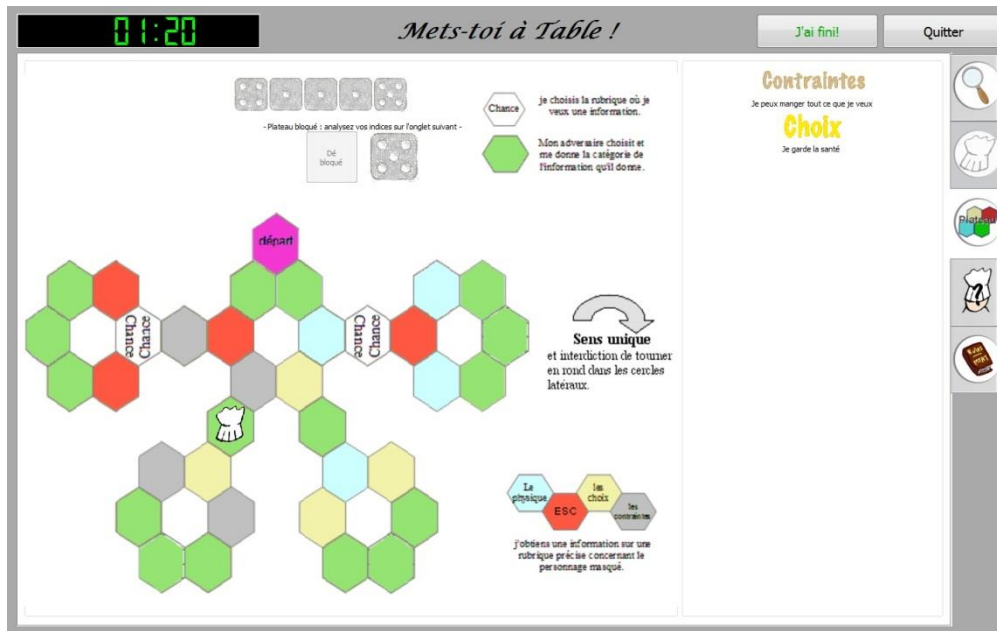 01:20
Mets-toi à Table !
J'ai fini!
Quitter
- Plateau bloqué : analysez vos indices sur l'onglet suivant -
Dé
bloqué
Chance
je choisis la rubrique où je
veux une information.
Mon adversaire choisit et
me donne la catégorie de
l'information qu'il donne.
Contraintes
Je peux manger tout ce que je veux
Choix
Je garde la santé
Plateau
départ
Chance
Chance
Chance
Chance
Sens unique
et interdiction de tourner
en rond dans les cercles
latéraux.
Le
physique
ESC
les
choix
les
contraintes
j'obtiens une information sur une
rubrique précise concernant le
personnage masqué.